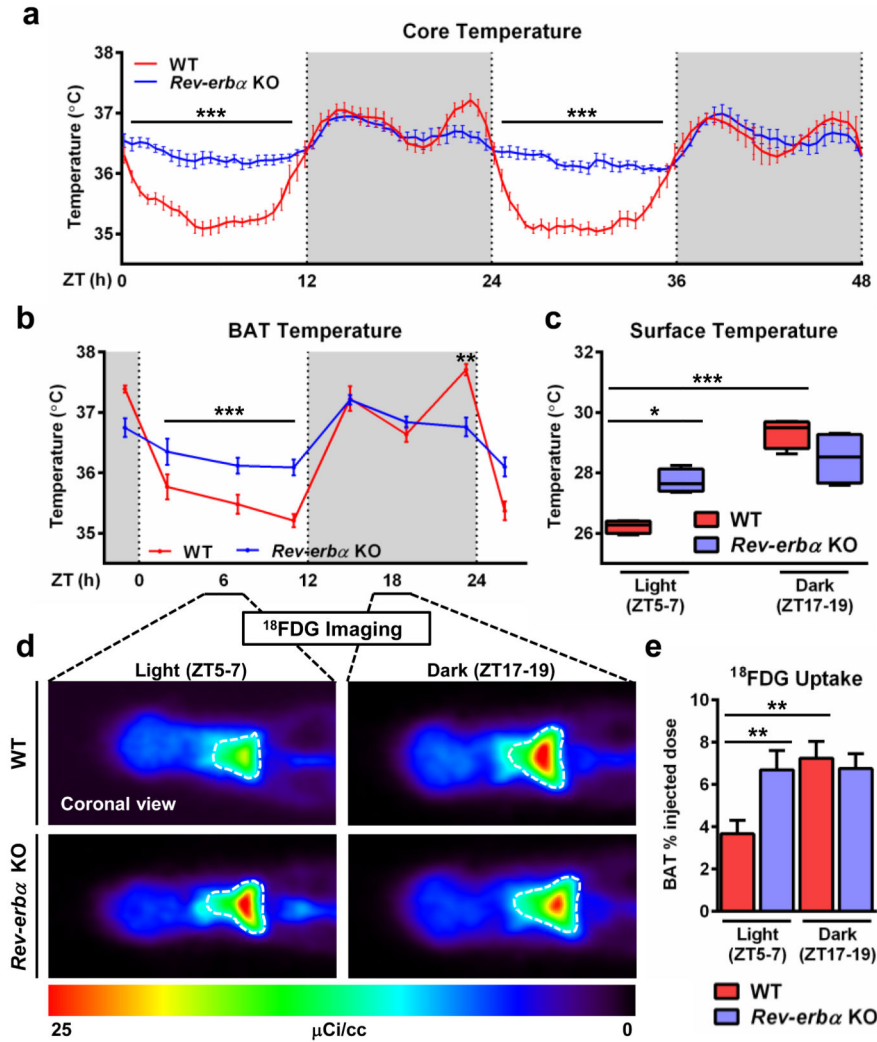 a
Core Temperature
WT
Rev-erbα KO
***
***
Temperature (°C)
38
37
36
35
ZT (h) 0 12 24 36 48
b
BAT Temperature
Temperature (°C)
38
37
36
35
***
**
WT Rev-erbα KO
ZT (h) 0 6 12 18 24
c
Surface Temperature
Temperature (°C)
32
30
28
26
***
*
WT
Rev-erbα KO
Light
(ZT5-7)
Dark
(ZT17-19)
¹⁸FDG Imaging
d
Light (ZT5-7)
Dark (ZT17-19)
WT
Coronal view
Rev-erbα KO
25 μCi/cc 0
e
¹⁸FDG Uptake
BAT % injected dose
10
8
6
4
2
0
**
**
Light
(ZT5-7)
Dark
(ZT17-19)
WT
Rev-erbα KO